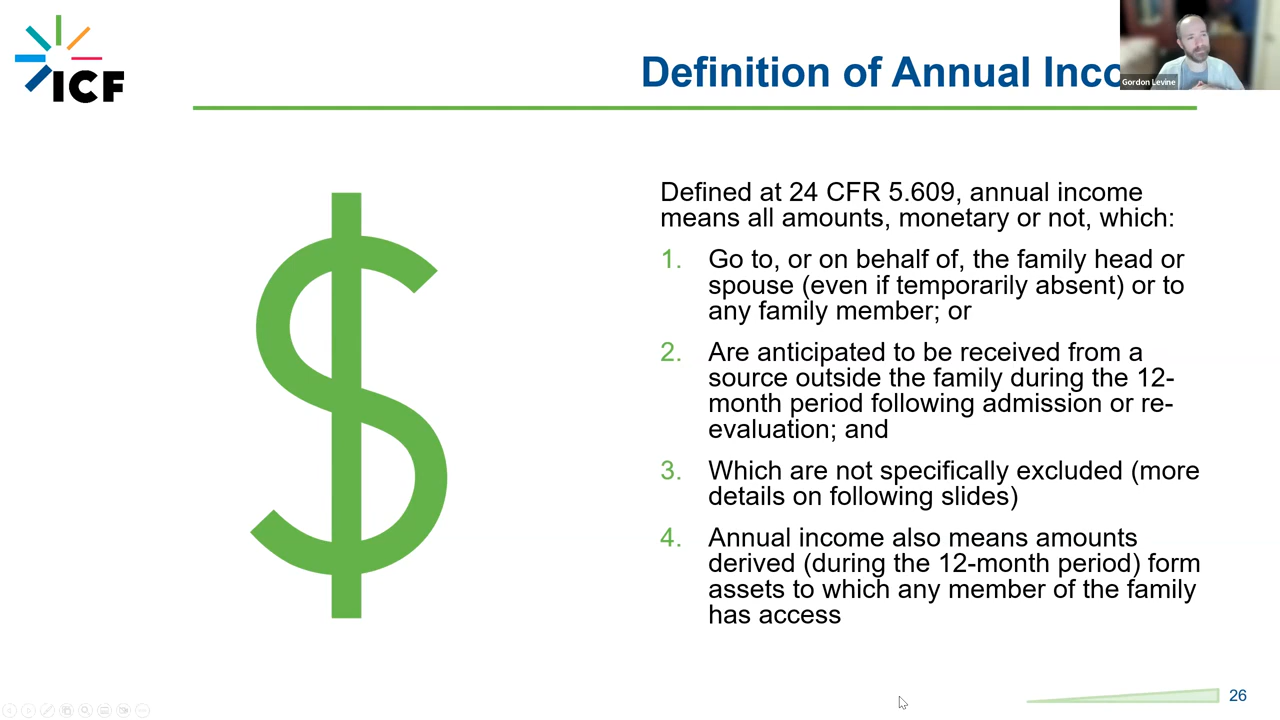 ICF
Definition of Annual Inco
Gordon Levine
Defined at 24 CFR 5.609, annual income
means all amounts, monetary or not, which:
1. Go to, or on behalf of, the family head or
spouse (even if temporarily absent) or to
any family member; or
2. Are anticipated to be received from a
source outside the family during the 12-
month period following admission or re-
evaluation; and
3. Which are not specifically excluded (more
details on following slides)
4. Annual income also means amounts
derived (during the 12-month period) form
assets to which any member of the family
has access
26